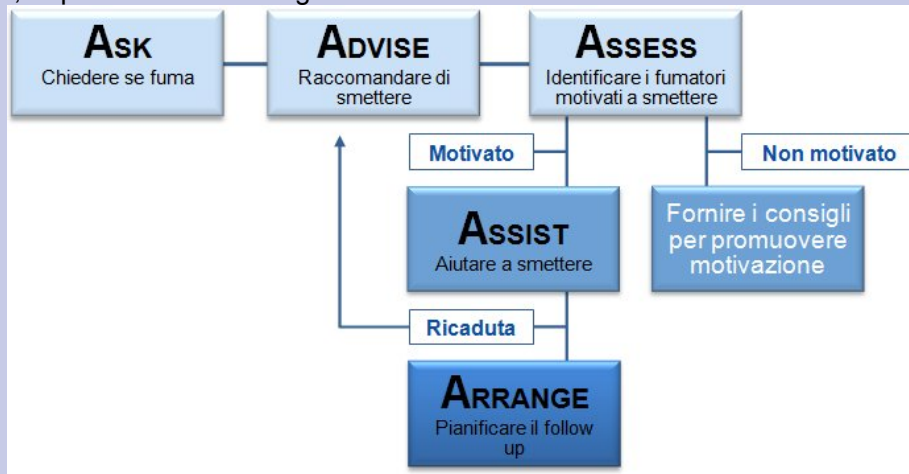 ASK
Chiedere se fuma
ADVISE
Raccomandare di
smettere
ASSESS
Identificare i fumatori
motivati a smettere
Motivato
Non motivato
ASSIST
Aiutare a smettere
Fornire i consigli
per promuovere
motivazione
Ricaduta
ARRANGE
Pianificare il follow
up